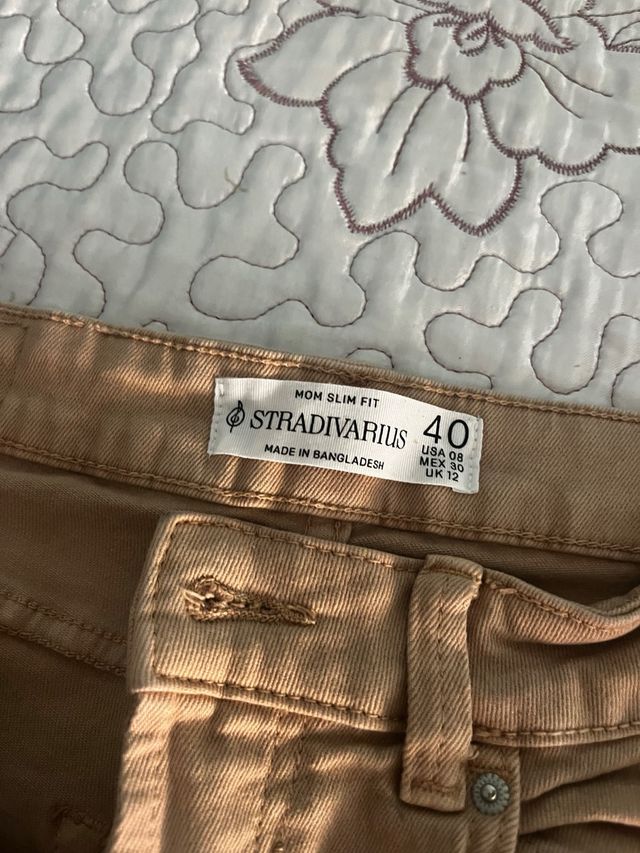 MOM SLIM FIT
STRADIVARIUS
MADE IN BANGLADESH
40
USA 08
MEX 30
UK 12